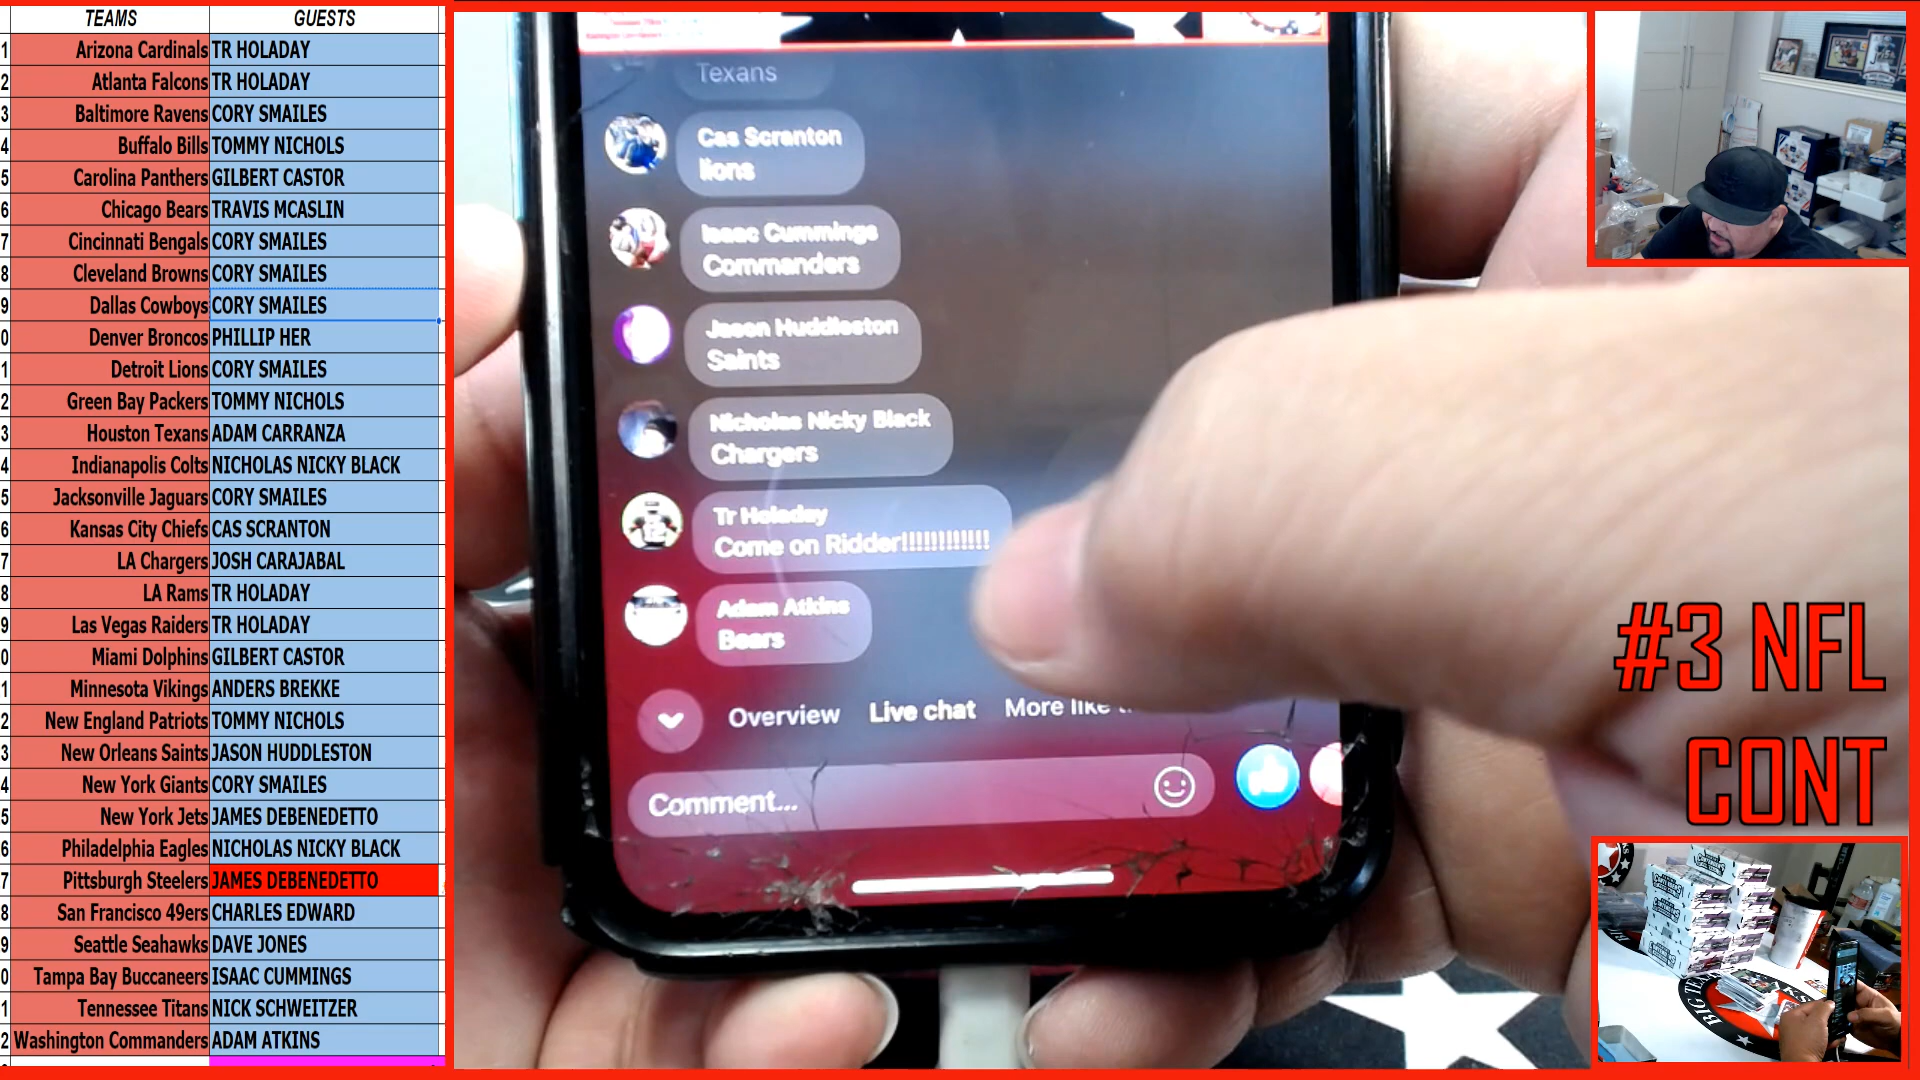 TEAMS GUESTS
1 Arizona Cardinals TR HOLADAY
2 Atlanta Falcons TR HOLADAY
3 Baltimore Ravens CORY SMAILES
4 Buffalo Bills TOMMY NICHOLS
5 Carolina Panthers GILBERT CASTOR
6 Chicago Bears TRAVIS MCASLIN
7 Cincinnati Bengals CORY SMAILES
8 Cleveland Browns CORY SMAILES
9 Dallas Cowboys CORY SMAILES
0 Denver Broncos PHILLIP HER
1 Detroit Lions CORY SMAILES
2 Green Bay Packers TOMMY NICHOLS
3 Houston Texans ADAM CARRANZA
4 Indianapolis Colts NICHOLAS NICKY BLACK
5 Jacksonville Jaguars CORY SMAILES
6 Kansas City Chiefs CAS SCRANTON
7 LA Chargers JOSH CARAJABAL
8 LA Rams TR HOLADAY
9 Las Vegas Raiders TR HOLADAY
0 Miami Dolphins GILBERT CASTOR
1 Minnesota Vikings ANDERS BREKKE
2 New England Patriots TOMMY NICHOLS
3 New Orleans Saints JASON HUDDLESTON
4 New York Giants CORY SMAILES
5 New York Jets JAMES DEBENEDETTO
6 Philadelphia Eagles NICHOLAS NICKY BLACK
7 Pittsburgh Steelers JAMES DEBENEDETTO
8 San Francisco 49ers CHARLES EDWARD
9 Seattle Seahawks DAVE JONES
0 Tampa Bay Buccaneers ISAAC CUMMINGS
1 Tennessee Titans NICK SCHWEITZER
2 Washington Commanders ADAM ATKINS
Texans
Cas Scranton
lions
Isaac Cummings
Commanders
Jason Huddleston
Saints
Nicholas Nicky Black
Chargers
Tr Holaday
Come on Ridder!!!!!!!!!!!!!
Adam Atkins
Bears
Overview Live chat More like
Comment...
#3 NFL
CONT